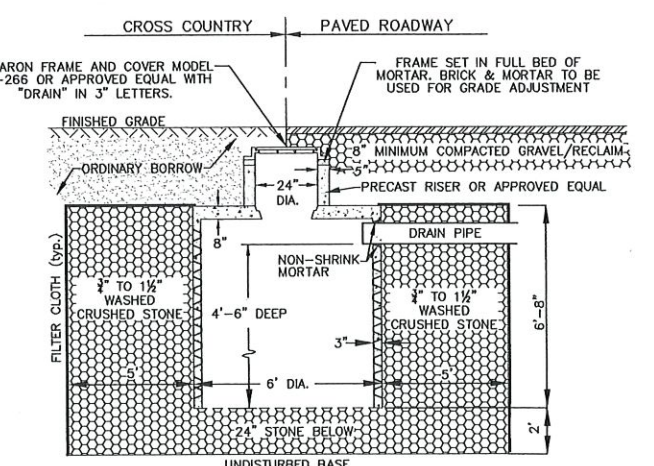 CROSS COUNTRY
PAVED ROADWAY
ARON FRAME AND COVER MODEL
-266 OR APPROVED EQUAL WITH
"DRAIN" IN 3" LETTERS.
FRAME SET IN FULL BED OF
MORTAR. BRICK & MORTAR TO BE
USED FOR GRADE ADJUSTMENT
FINISHED GRADE
8" MINIMUM COMPACTED GRAVEL/RECLAIM
ORDINARY BORROW
5"
24"
DIA.
PRECAST RISER OR APPROVED EQUAL
8"
DRAIN PIPE
NON-SHRINK
MORTAR
FILTER CLOTH (typ.)
¾" TO 1½"
WASHED
CRUSHED STONE
4'-6" DEEP
¾" TO 1½"
WASHED
CRUSHED STONE
6'-8"
3"
5'
6' DIA.
5'
24" STONE BELOW
2'
UNDISTURBED BASE